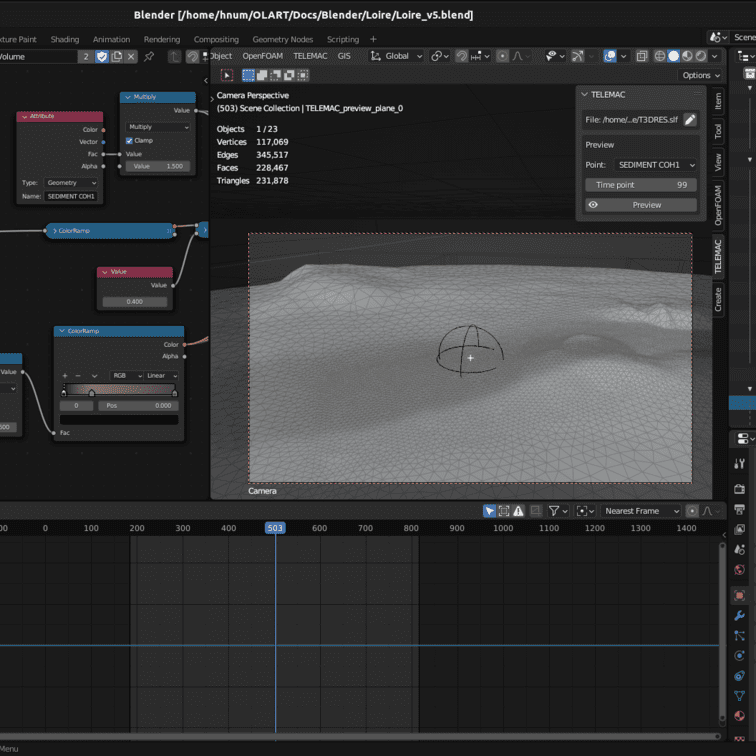 Blender [/home/hnum/OLART/Docs/Blender/Loire/Loire_v5.blend]
xture Paint Shading Animation Rendering Compositing Geometry Nodes Scripting + Scene
Volume 2 Object OpenFOAM TELEMAC GIS Global
Options
Camera Perspective
(503) Scene Collection | TELEMAC_preview_plane_0
Objects 1/23
Vertices 117,069
Edges 345,517
Faces 228,467
Triangles 231,878
TELEMAC
File: /home/...e/T3DRES.slf
Preview
Point: SEDIMENT COH1
Time point 99
Preview
Item
Tool
View
OpenFOAM
TELEMAC
Create
Multiply
Value
Multiply
Clamp
Value
Value 1.500
Attribute
Color
Vector
Fac
Alpha
Type: Geometry
Name: SEDIMENT COH1
ColorRamp
Value
Value
0.400
ColorRamp
Color
Alpha
+ − RGB Linear
0 Pos 0.000
Fac
Value
Camera
Nearest Frame
0 100 200 300 400 503 600 700 800 900 1000 1100 1200 1300 1400
Menu